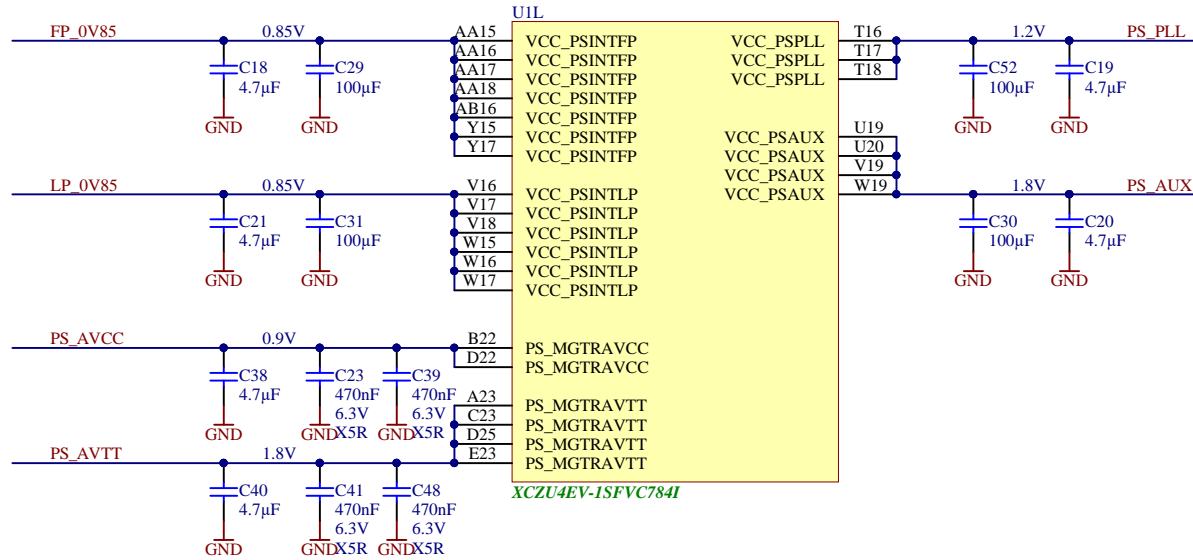 U1L
FP_0V85 0.85V AA15 VCC_PSINTFP VCC_PSPLL T16 1.2V PS_PLL
AA16 VCC_PSINTFP VCC_PSPLL T17
C18 C29 AA17 VCC_PSINTFP VCC_PSPLL T18 C52 C19
4.7µF 100µF AA18 VCC_PSINTFP 100µF 4.7µF
AB16 VCC_PSINTFP
GND GND Y15 VCC_PSINTFP VCC_PSAUX U19 GND GND
Y17 VCC_PSINTFP VCC_PSAUX U20
VCC_PSAUX V19
LP_0V85 0.85V V16 VCC_PSINTLP VCC_PSAUX W19 1.8V PS_AUX
V17 VCC_PSINTLP
C21 C31 V18 VCC_PSINTLP C30 C20
4.7µF 100µF W15 VCC_PSINTLP 100µF 4.7µF
W16 VCC_PSINTLP
GND GND W17 VCC_PSINTLP GND GND
PS_AVCC 0.9V B22 PS_MGTRAVCC
D22 PS_MGTRAVCC
C38 C23 C39
4.7µF 470nF 470nF
A23 PS_MGTRAVTT
6.3V 6.3V C23 PS_MGTRAVTT
GND GND X5R GND X5R D25 PS_MGTRAVTT
PS_AVTT 1.8V E23 PS_MGTRAVTT
C40 C41 C48 XCZU4EV-1SFVC784I
4.7µF 470nF 470nF
6.3V 6.3V
GND GND X5R GND X5R